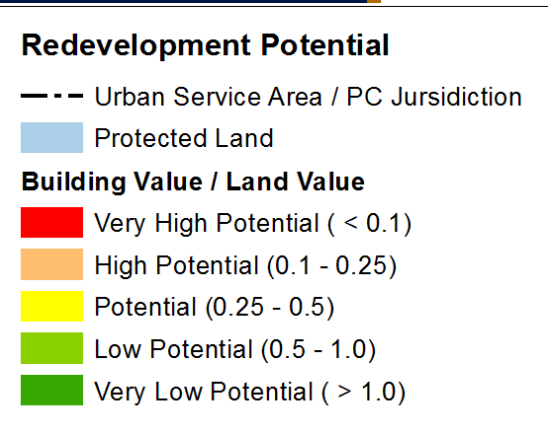 Redevelopment Potential
Urban Service Area / PC Jursidiction
Protected Land
Building Value / Land Value
Very High Potential ( < 0.1)
High Potential (0.1 - 0.25)
Potential (0.25 - 0.5)
Low Potential (0.5 - 1.0)
Very Low Potential ( > 1.0)